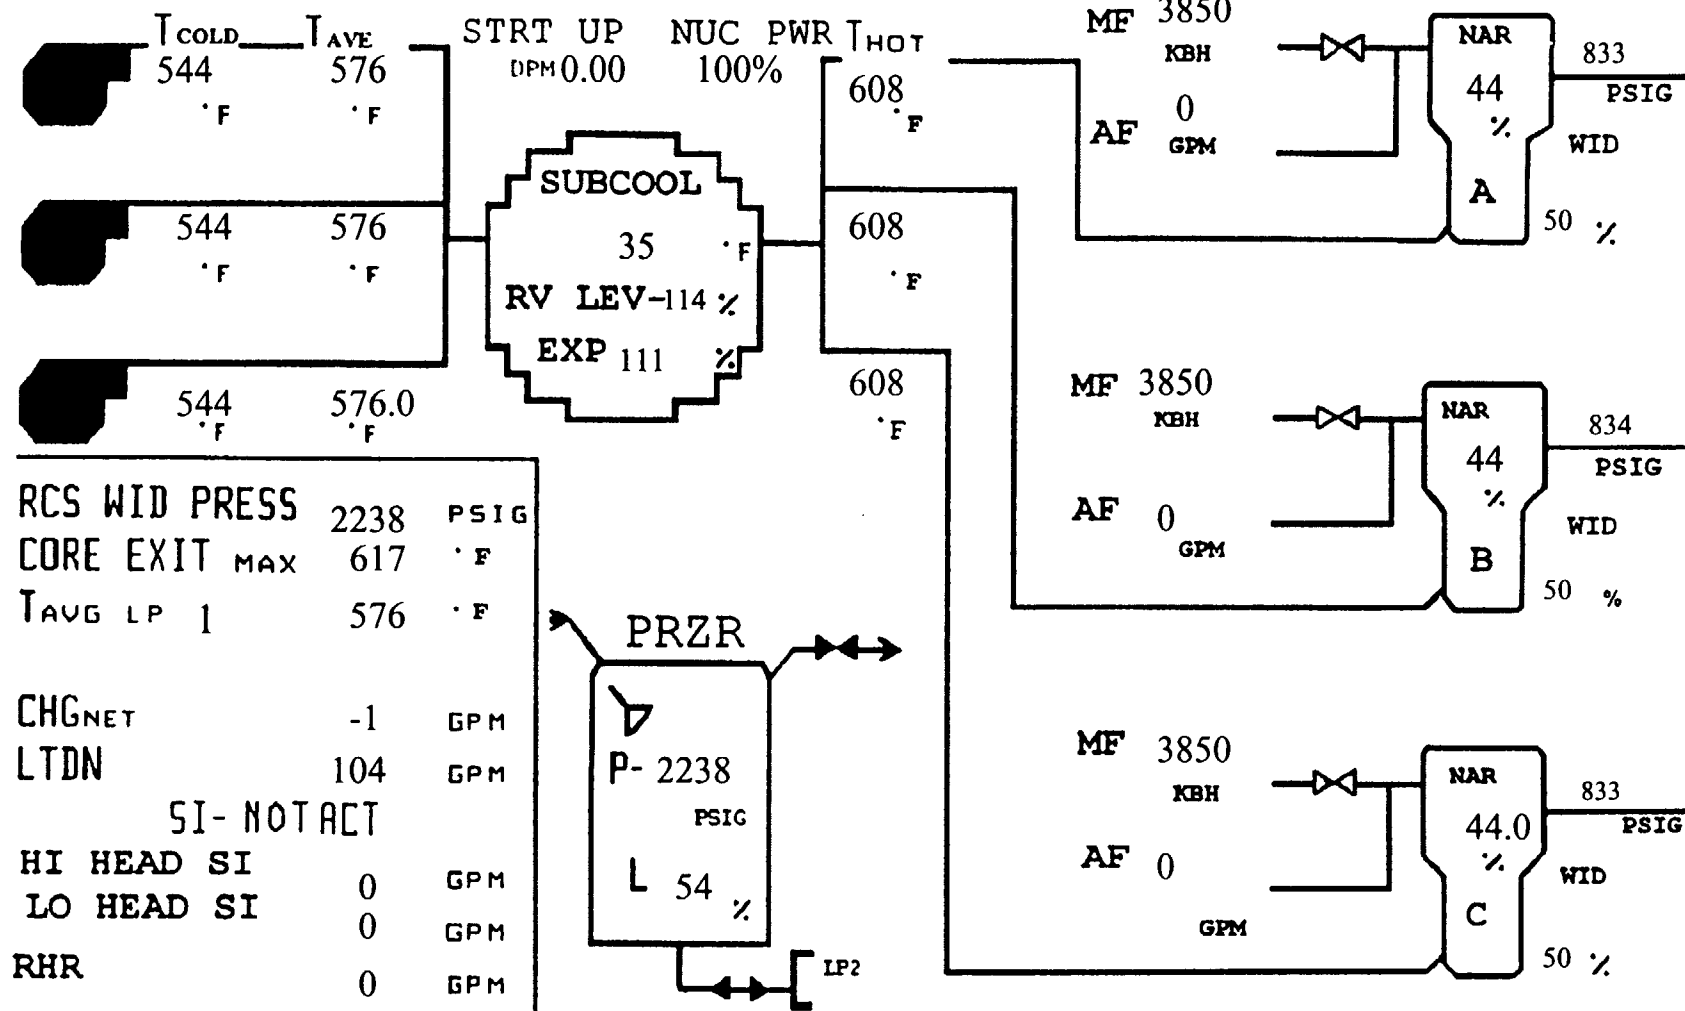 TCOLD TAVE STRT UP NUC PWR THOT
544 576 DPM 0.00 100% 608
°F °F °F
SUBCOOL
544 576 35 °F 608
°F °F °F
RV LEV-114 %
EXP 111 %
544 576.0 608
°F °F °F
RCS WID PRESS 2238 PSIG
CORE EXIT MAX 617 °F
TAVG LP 1 576 °F
CHGNET -1 GPM
LTDN 104 GPM
SI- NOT ACT
HI HEAD SI 0 GPM
LO HEAD SI 0 GPM
RHR 0 GPM
PRZR
P- 2238
PSIG
L 54 %
LP2
MF 3850
KBH
AF 0
GPM
NAR
44
%
A
833
PSIG
WID
50 %
MF 3850
KBH
AF 0
GPM
NAR
44
%
B
834
PSIG
WID
50 %
MF 3850
KBH
AF 0
GPM
NAR
44.0
%
C
833
PSIG
WID
50 %